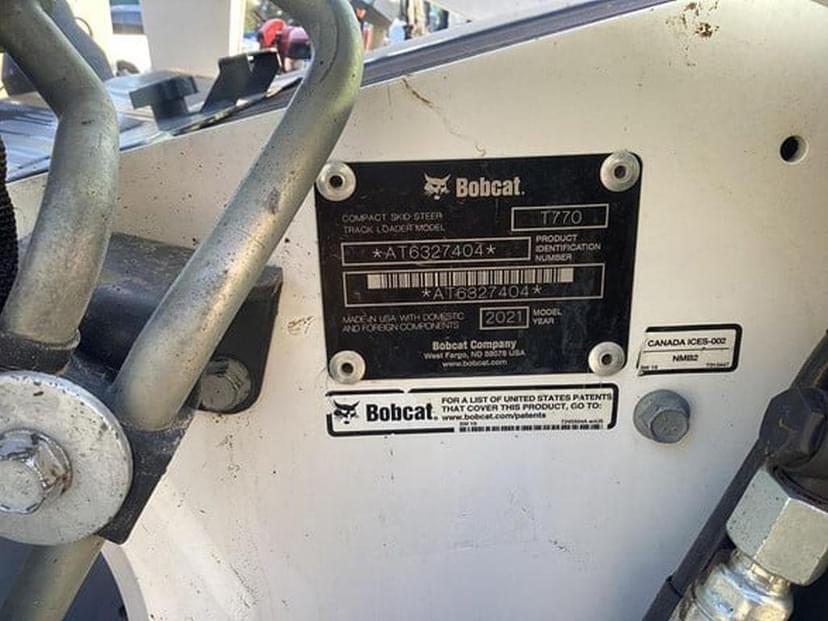 Bobcat.
COMPACT SKID STEER
TRACK LOADER MODEL
T770
*AT6327404*
PRODUCT
IDENTIFICATION
NUMBER
*AT6327404*
MADE IN USA WITH DOMESTIC
AND FOREIGN COMPONENTS
2021
MODEL
YEAR
Bobcat Company
West Fargo, ND 58078 USA
www.bobcat.com
CANADA ICES-002
NMB2
Bobcat.
FOR A LIST OF UNITED STATES PATENTS
THAT COVER THIS PRODUCT, GO TO:
www.bobcat.com/patents